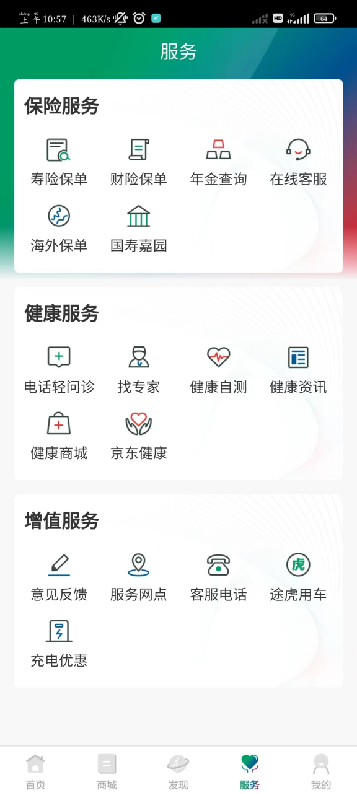 上午10:57 | 463K/s
服务
保险服务
寿险保单 财险保单 年金查询 在线客服
海外保单 国寿嘉园
健康服务
电话轻问诊 找专家 健康自测 健康资讯
健康商城 京东健康
增值服务
意见反馈 服务网点 客服电话 途虎用车
充电优惠
首页 商城 发现 服务 我的